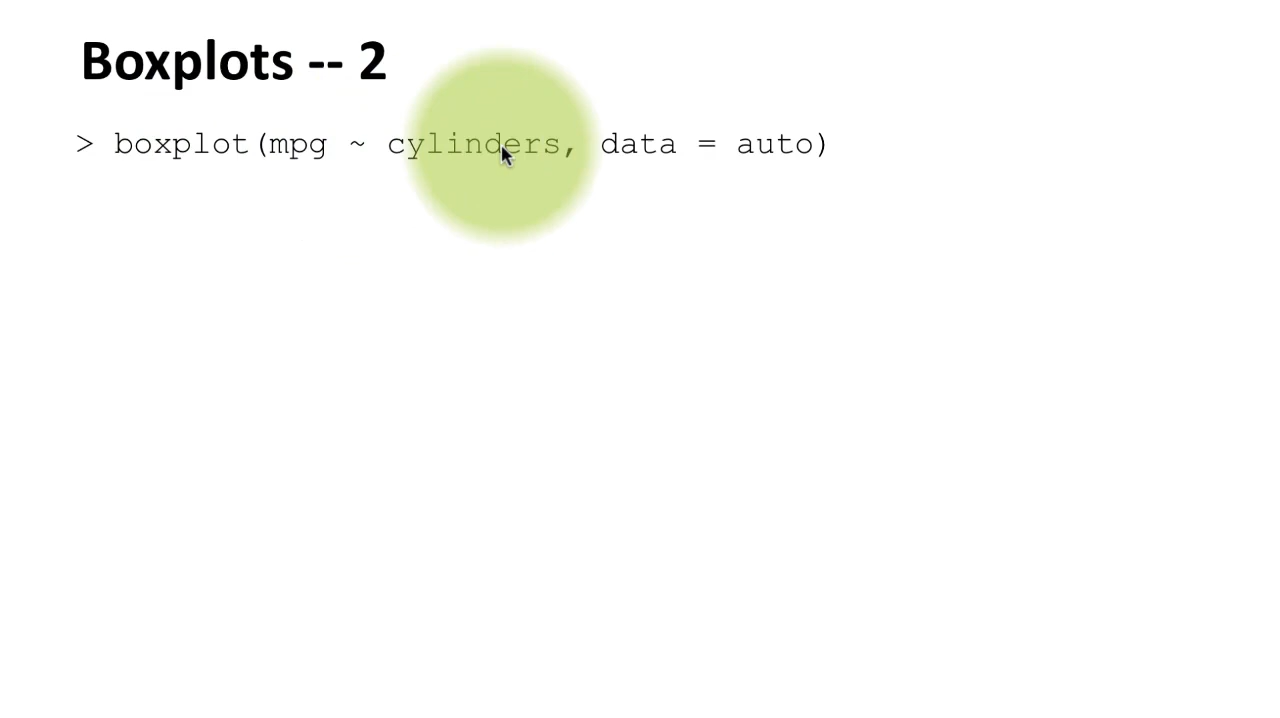 Boxplots -- 2
> boxplot(mpg ~ cylinders, data = auto)